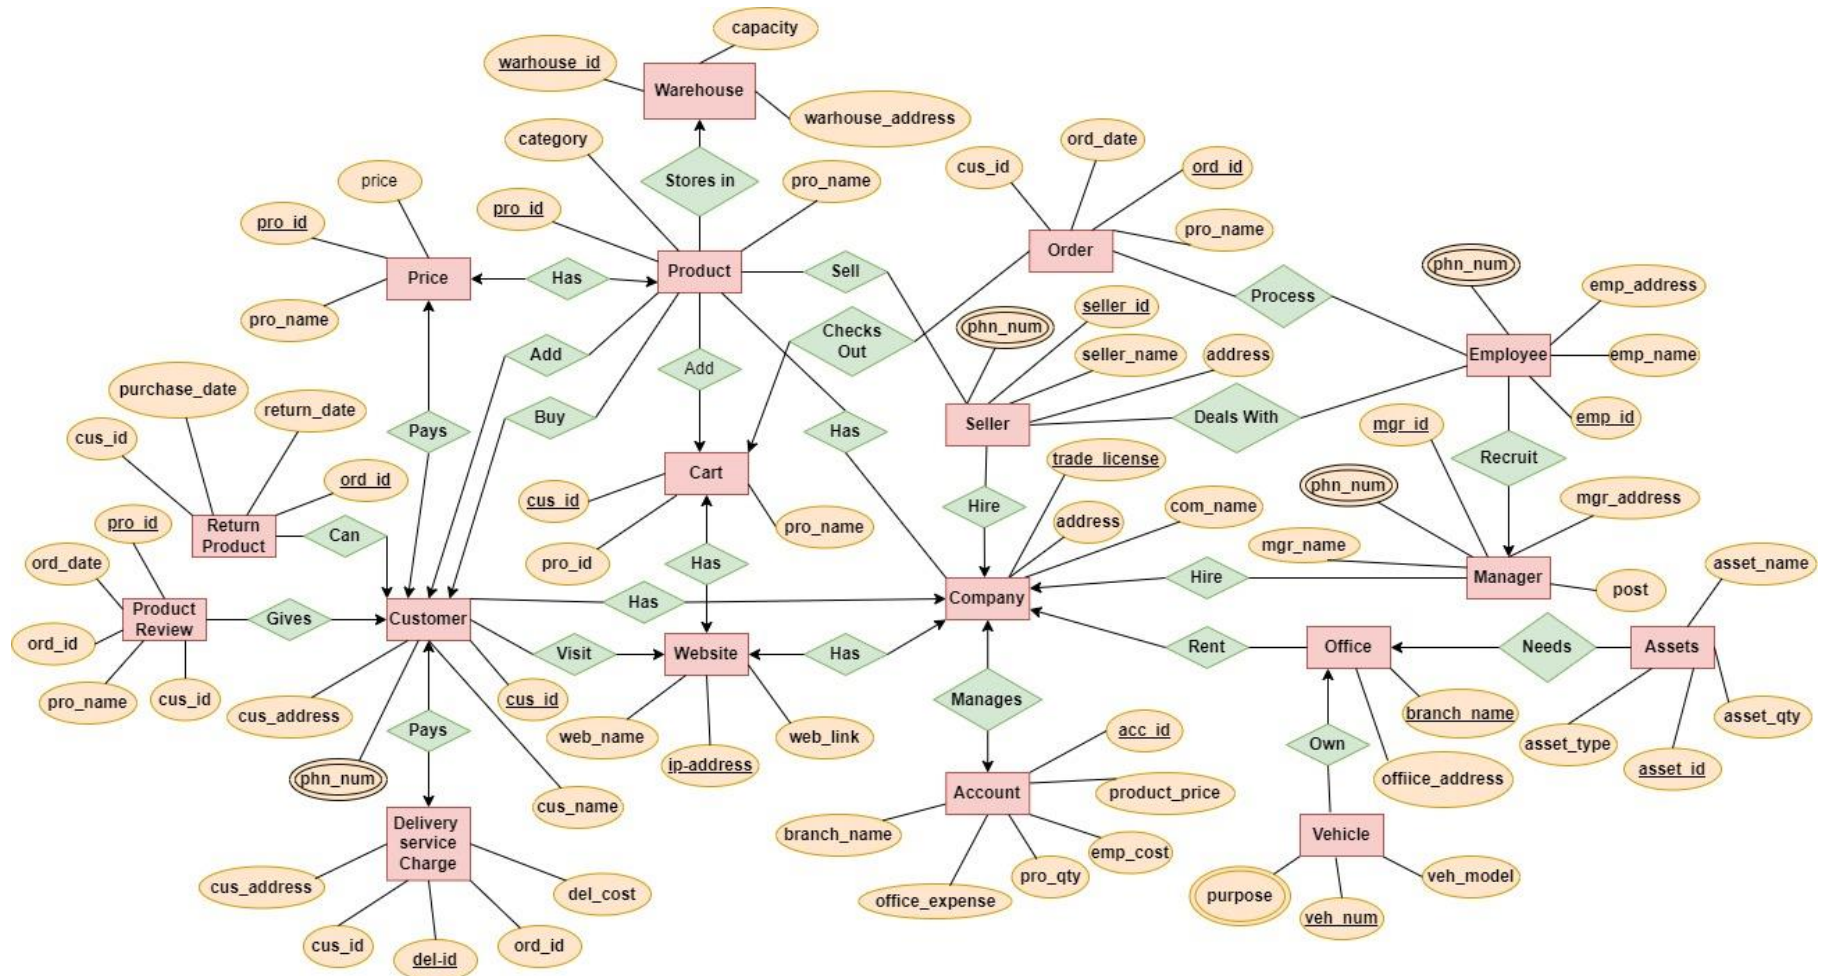 capacity
warhouse_id
Warehouse
warhouse_address
category
Stores in
pro_name
ord_date
cus_id
ord_id
price
pro_id
pro_id
pro_name
Order
Price
Has
Product
Sell
phn_num
emp_address
Process
pro_name
phn_num
seller_id
Checks
Out
seller_name
address
Employee
emp_name
Add
Add
purchase_date
return_date
Buy
Pays
Has
Seller
Deals With
mgr_id
emp_id
cus_id
Recruit
trade_license
Cart
ord_id
cus_id
phn_num
mgr_address
pro_id
Return
Product
Can
pro_name
Hire
address
com_name
mgr_name
ord_date
pro_id
Has
Hire
Manager
asset_name
post
Product
Review
Gives
Customer
Has
Company
ord_id
Visit
Website
Has
Rent
Office
Needs
Assets
pro_name
cus_id
cus_address
cus_id
Pays
Manages
branch_name
asset_qty
web_name
web_link
acc_id
Own
asset_type
ip-address
asset_id
phn_num
cus_name
offiice_address
Account
product_price
Delivery
service
Charge
branch_name
Vehicle
emp_cost
cus_address
del_cost
pro_qty
veh_model
office_expense
purpose
veh_num
cus_id
del-id
ord_id